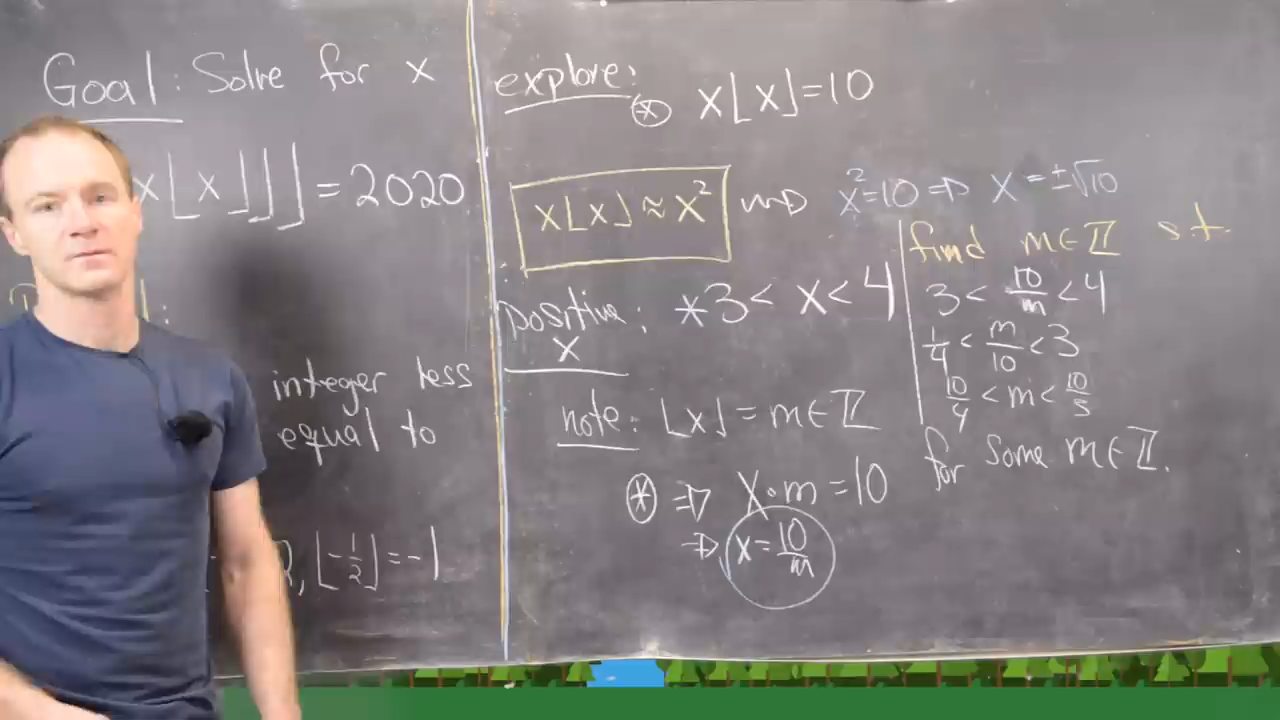 Goal: Solve for x
x⌊x⌋⌋⌋ = 2020
integer less
equal to
2, ⌊-1/2⌋ = -1
explore:
⊛ x⌊x⌋ = 10
x⌊x⌋ ≈ x² ⇝ x² = 10 ⇒ x = ±√10
positive: * 3 < x < 4
x
note: ⌊x⌋ = m ∈ ℤ
⊛ ⇒ x·m = 10
⇒ x = 10/m
find m ∈ ℤ s.t.
3 < 10/m < 4
1/4 < m/10 < 3
10/4 < m < 10/3
for some m ∈ ℤ.